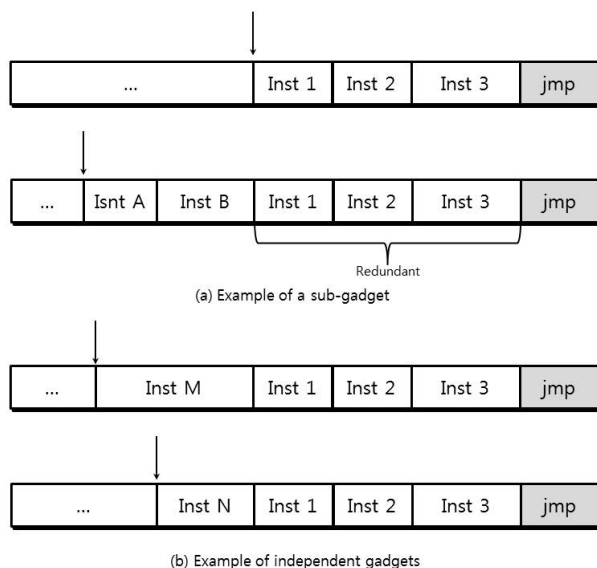 ... Inst 1 Inst 2 Inst 3 jmp
... Isnt A Inst B Inst 1 Inst 2 Inst 3 jmp
Redundant
(a) Example of a sub-gadget
... Inst M Inst 1 Inst 2 Inst 3 jmp
... Inst N Inst 1 Inst 2 Inst 3 jmp
(b) Example of independent gadgets